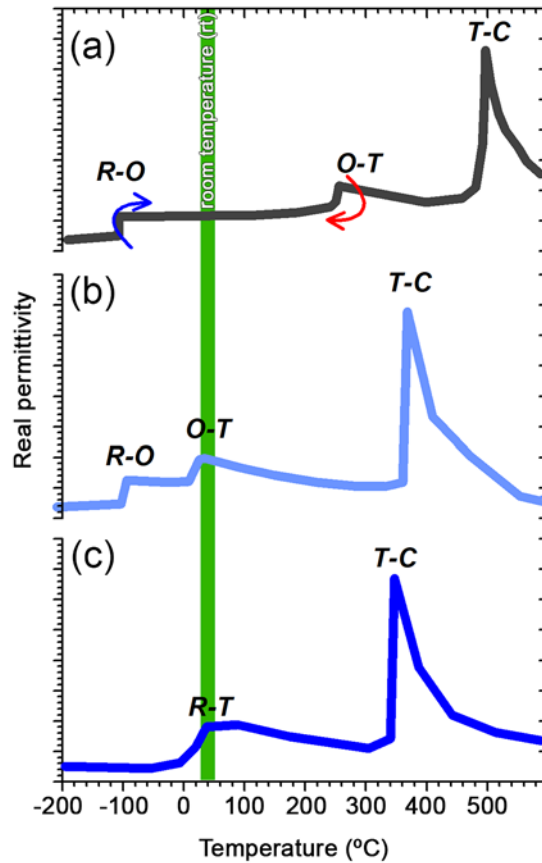 (a)
room temperature (rt)
T-C
R-O
O-T
(b)
T-C
O-T
R-O
(c)
T-C
R-T
Real permittivity
-200 -100 0 100 200 300 400 500
Temperature (ºC)